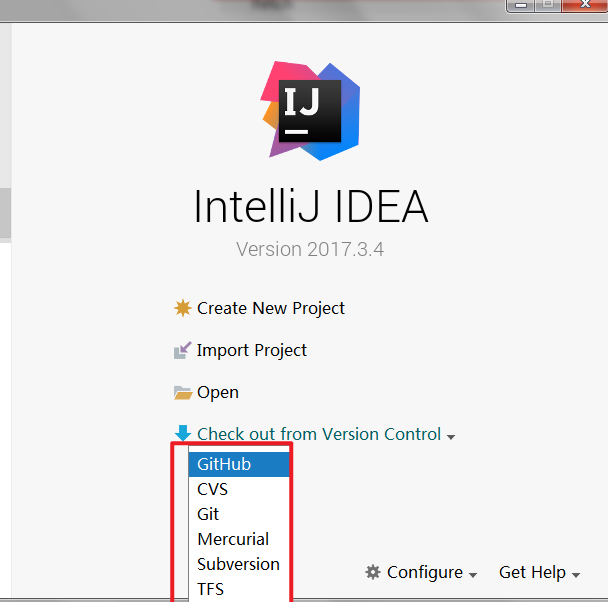 IJ
IntelliJ IDEA
Version 2017.3.4
Create New Project
Import Project
Open
Check out from Version Control
GitHub
CVS
Git
Mercurial
Subversion
TFS
Configure
Get Help